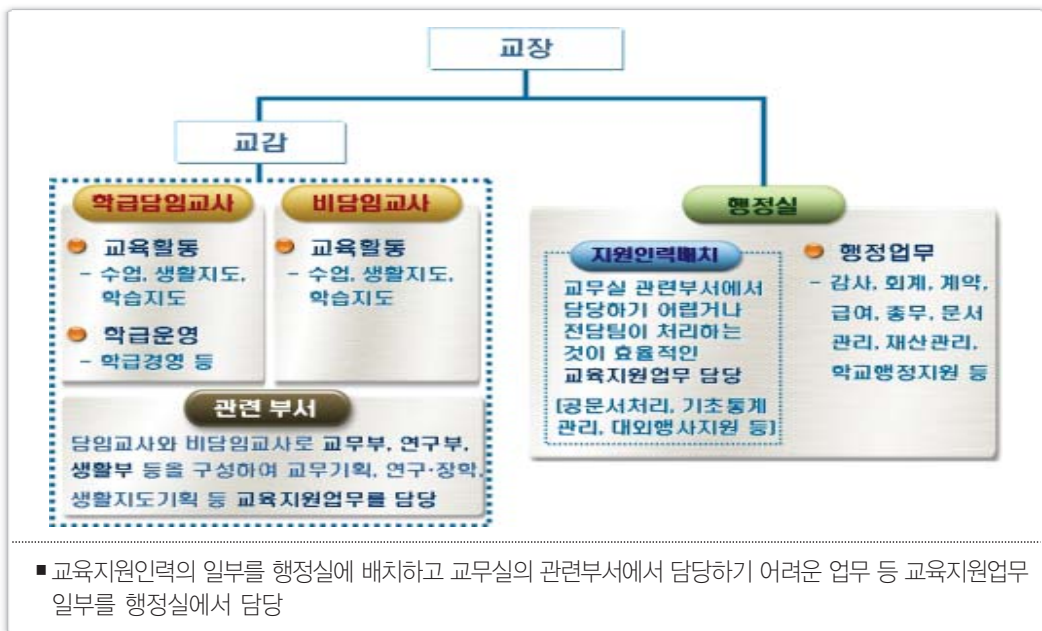 교장
교감
학급담임교사
교육활동
- 수업, 생활지도,
학습지도
학급운영
- 학급경영 등
비담임교사
교육활동
- 수업, 생활지도,
학습지도
관련 부서
담임교사와 비담임교사로 교무부, 연구부,
생활부 등을 구성하여 교무기획, 연구·장학,
생활지도기획 등 교육지원업무를 담당
행정실
지원인력배치
교무실 관련부서에서
담당하기 어렵거나
전담팀이 처리하는
것이 효율적인
교육지원업무 담당
[공문서처리, 기초통계
관리, 대외행사지원 등]
행정업무
- 감사, 회계, 계약,
급여, 총무, 문서
관리, 재산관리,
학교행정지원 등
■ 교육지원인력의 일부를 행정실에 배치하고 교무실의 관련부서에서 담당하기 어려운 업무 등 교육지원업무
일부를 행정실에서 담당